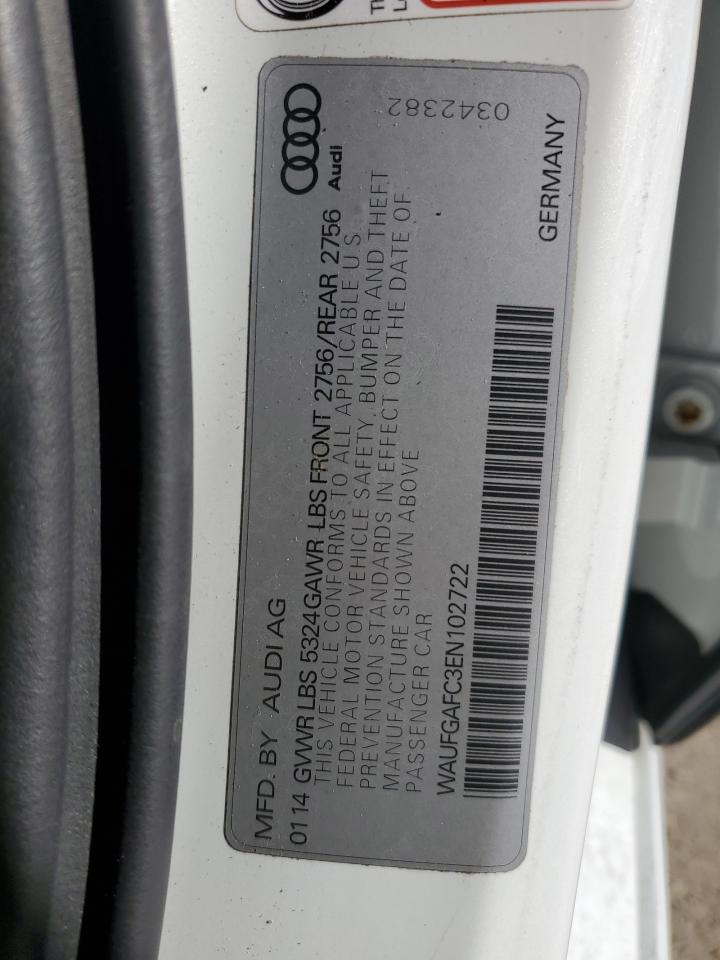 MFD. BY AUDI AG
0114 GVWR LBS 5324 GAWR LBS FRONT 2756/REAR 2756
Audi
THIS VEHICLE CONFORMS TO ALL APPLICABLE U.S.
FEDERAL MOTOR VEHICLE SAFETY, BUMPER AND THEFT
PREVENTION STANDARDS IN EFFECT ON THE DATE OF
MANUFACTURE SHOWN ABOVE
PASSENGER CAR
0342382
WAUFGAFC3EN102722
GERMANY